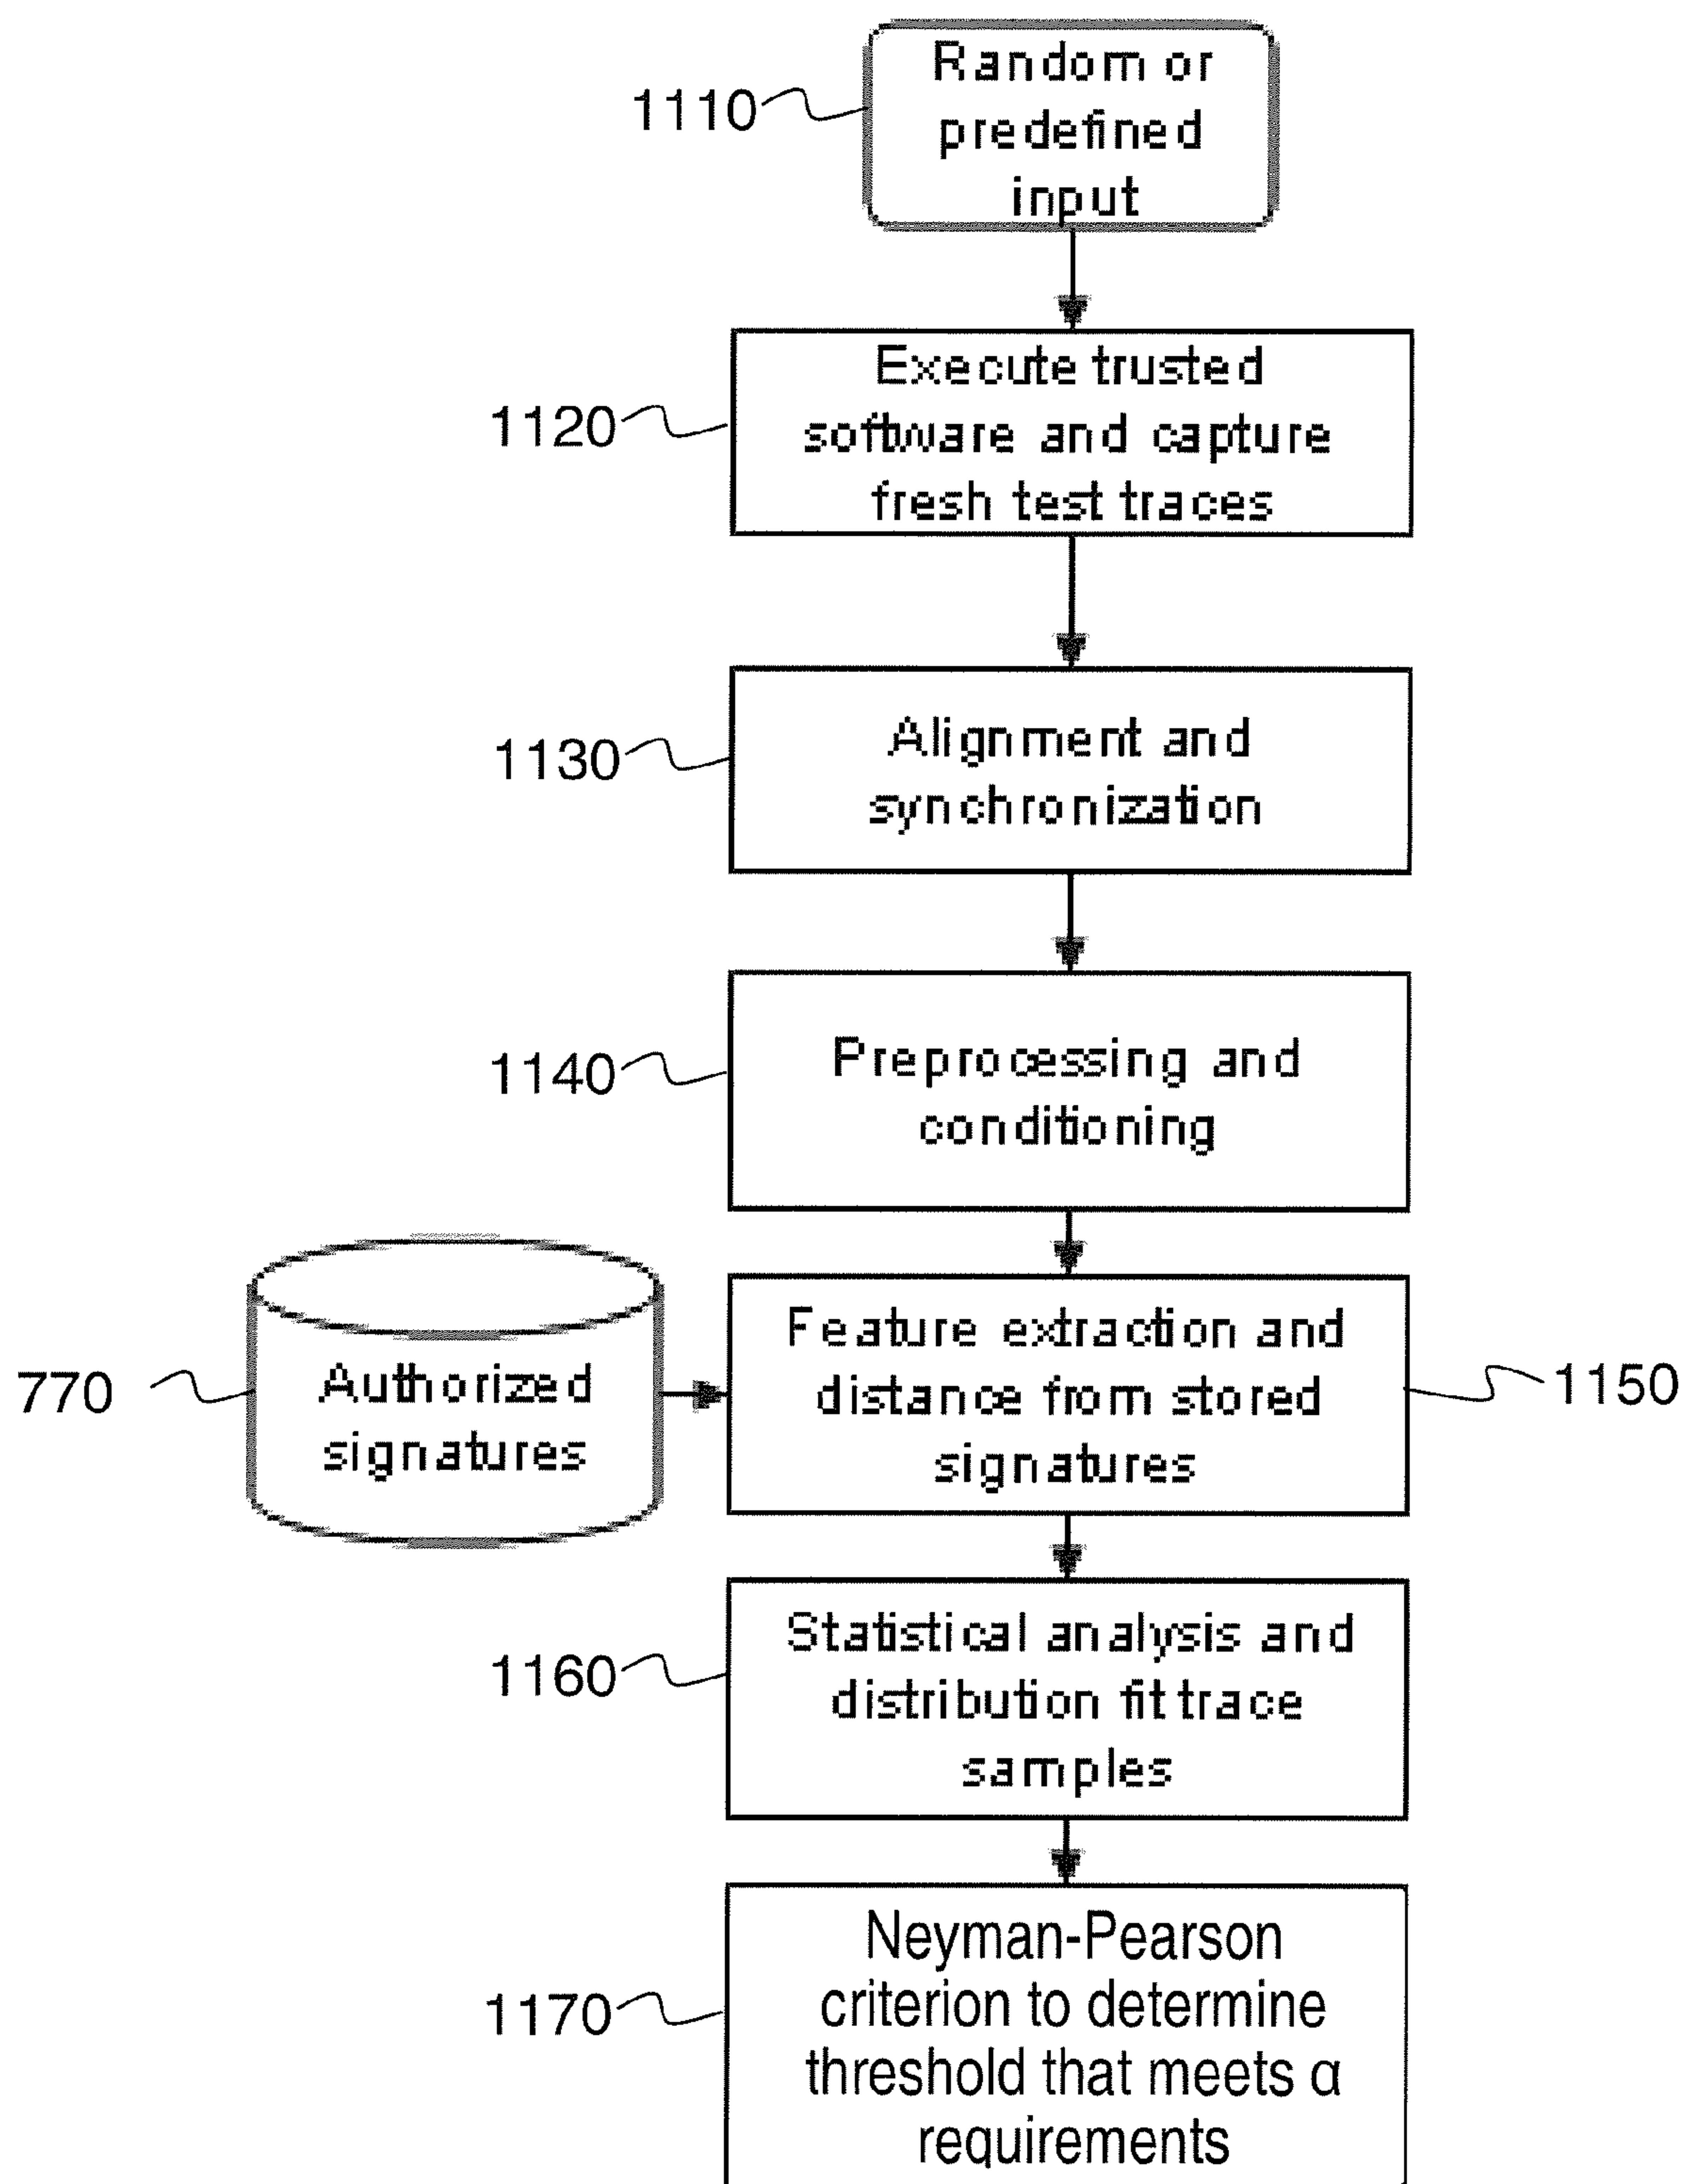 Random or
predefined
input
1110
Execute trusted
software and capture
fresh test traces
1120
Alignment and
synchronization
1130
Preprocessing and
conditioning
1140
Authorized
signatures
770
Feature extraction and
distance from stored
signatures
1150
Statistical analysis and
distribution fit trace
samples
1160
Neyman-Pearson
criterion to determine
threshold that meets α
requirements
1170